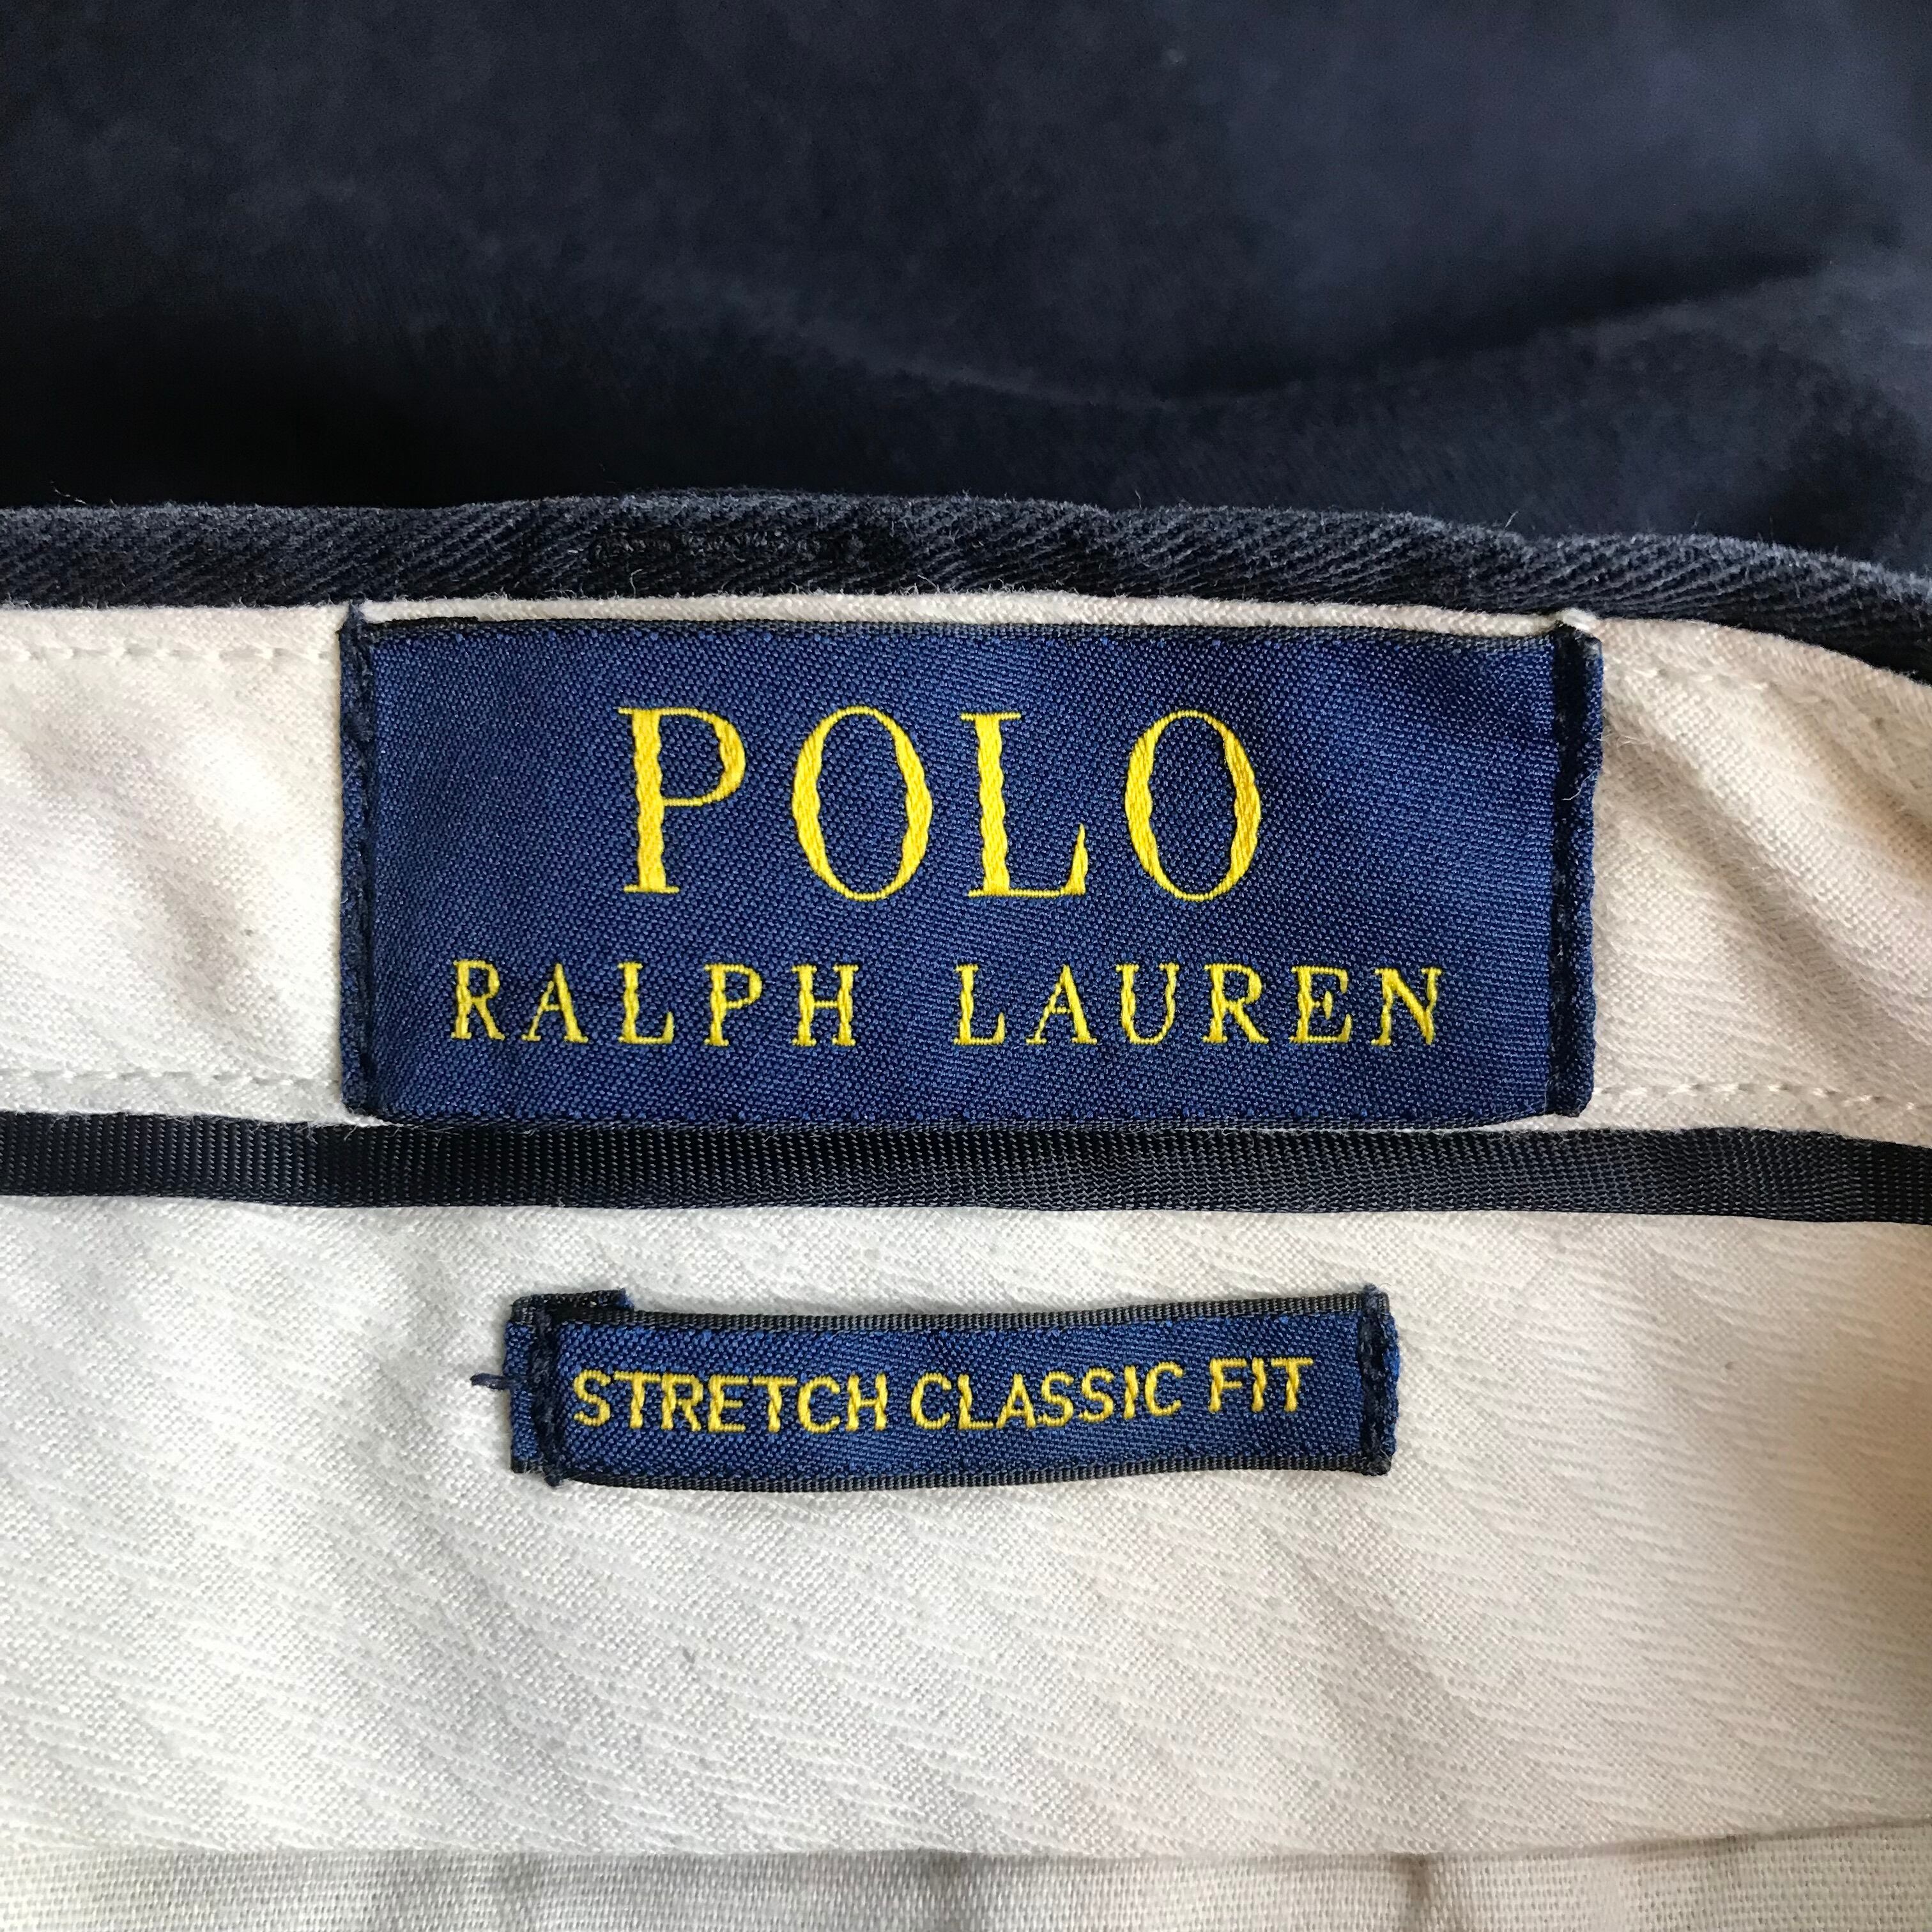 POLO
RALPH LAUREN
STRETCH CLASSIC FIT